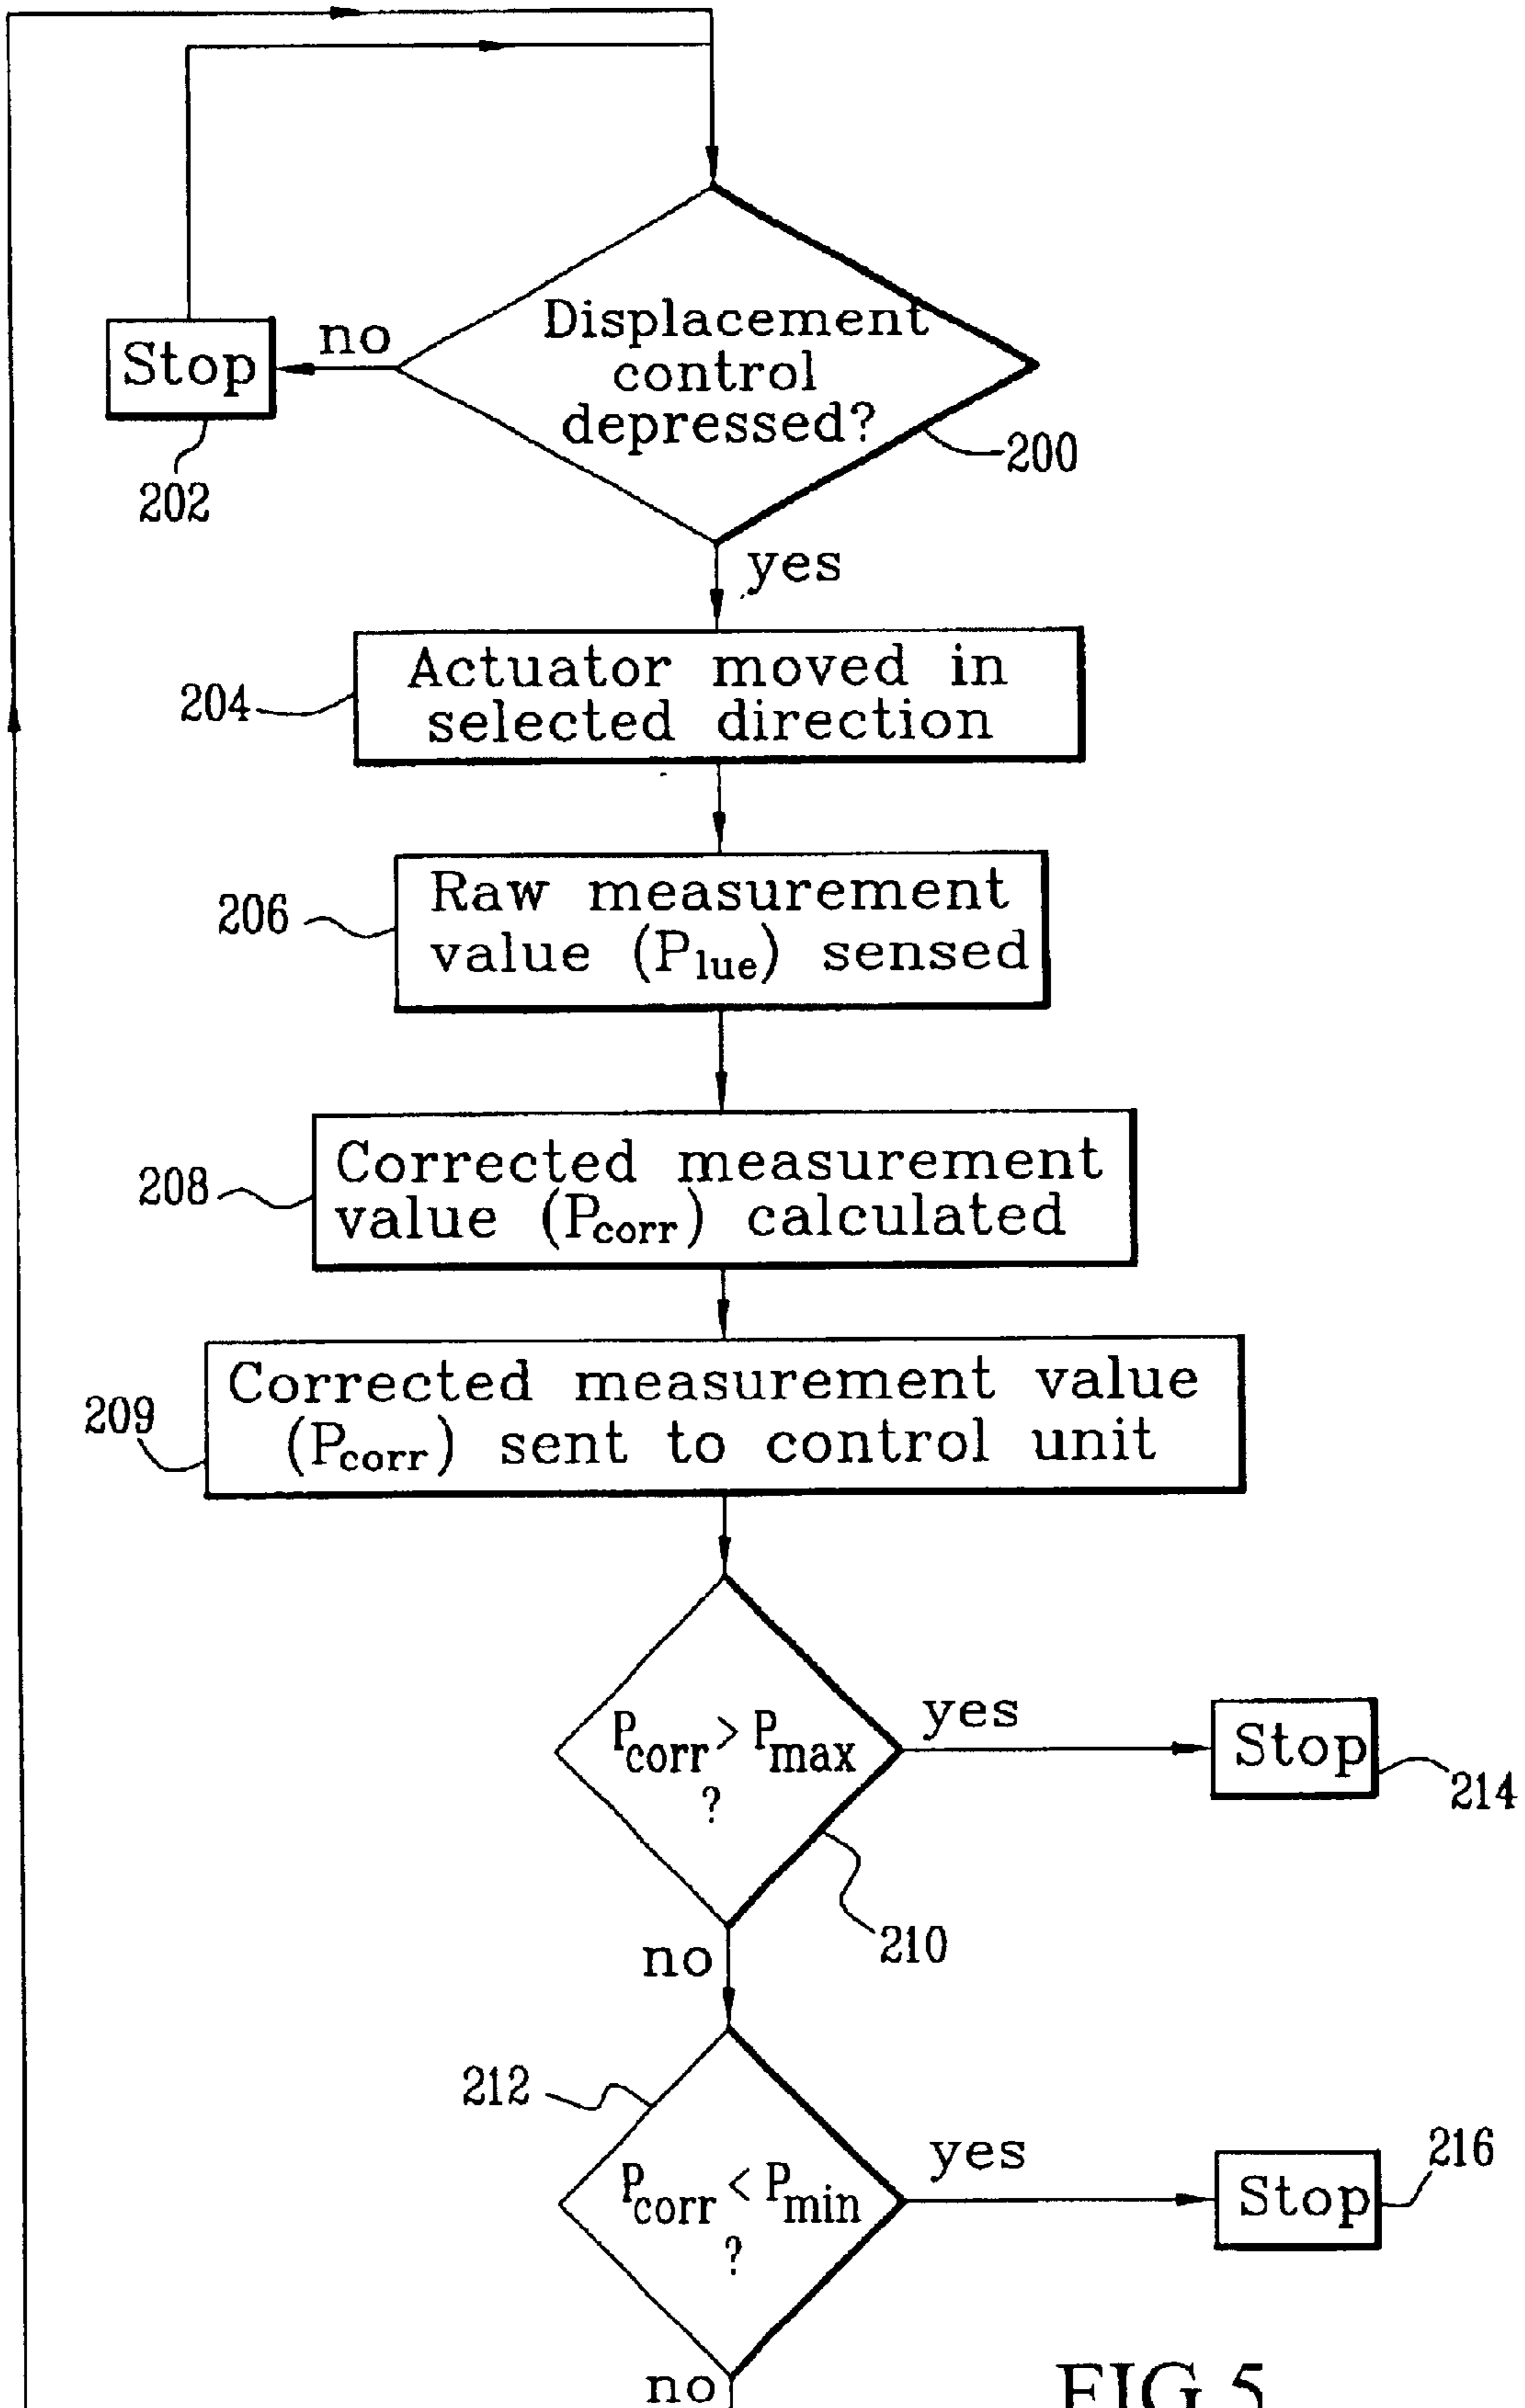 Displacement
control
depressed?
no
Stop
200
202
yes
Actuator moved in
selected direction
204
Raw measurement
value (Plue) sensed
206
Corrected measurement
value (Pcorr) calculated
208
Corrected measurement value
(Pcorr) sent to control unit
209
Pcorr > Pmax
?
yes
Stop
214
210
no
212
Pcorr < Pmin
?
yes
Stop
216
no
FIG.5